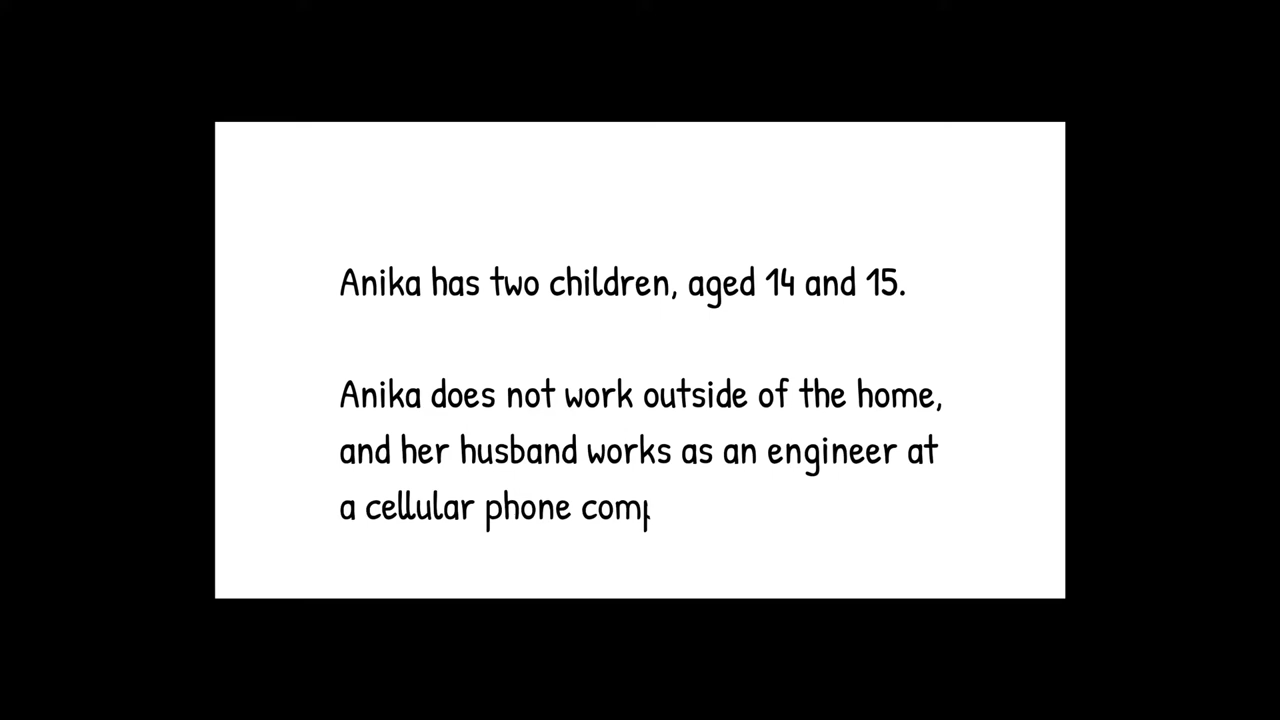 Anika has two children, aged 14 and 15.
Anika does not work outside of the home,
and her husband works as an engineer at
a cellular phone comp